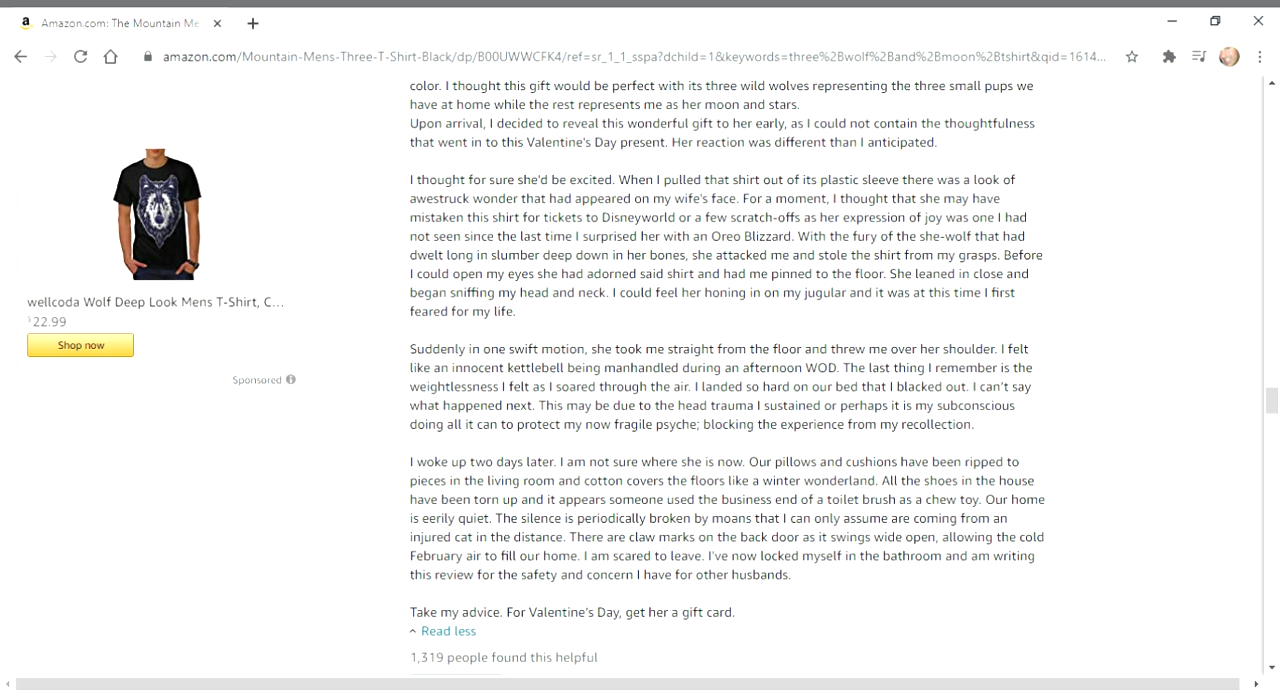 Amazon.com: The Mountain Me
amazon.com/Mountain-Mens-Three-T-Shirt-Black/dp/B00UWWCFK4/ref=sr_1_1_sspa?dchild=1&keywords=three%2Bwolf%2Band%2Bmoon%2Btshirt&qid=1614...
color. I thought this gift would be perfect with its three wild wolves representing the three small pups we
have at home while the rest represents me as her moon and stars.
Upon arrival, I decided to reveal this wonderful gift to her early, as I could not contain the thoughtfulness
that went in to this Valentine's Day present. Her reaction was different than I anticipated.
I thought for sure she'd be excited. When I pulled that shirt out of its plastic sleeve there was a look of
awestruck wonder that had appeared on my wife's face. For a moment, I thought that she may have
mistaken this shirt for tickets to Disneyworld or a few scratch-offs as her expression of joy was one I had
not seen since the last time I surprised her with an Oreo Blizzard. With the fury of the she-wolf that had
dwelt long in slumber deep down in her bones, she attacked me and stole the shirt from my grasps. Before
I could open my eyes she had adorned said shirt and had me pinned to the floor. She leaned in close and
began sniffing my head and neck. I could feel her honing in on my jugular and it was at this time I first
feared for my life.
Suddenly in one swift motion, she took me straight from the floor and threw me over her shoulder. I felt
like an innocent kettlebell being manhandled during an afternoon WOD. The last thing I remember is the
weightlessness I felt as I soared through the air. I landed so hard on our bed that I blacked out. I can't say
what happened next. This may be due to the head trauma I sustained or perhaps it is my subconscious
doing all it can to protect my now fragile psyche; blocking the experience from my recollection.
I woke up two days later. I am not sure where she is now. Our pillows and cushions have been ripped to
pieces in the living room and cotton covers the floors like a winter wonderland. All the shoes in the house
have been torn up and it appears someone used the business end of a toilet brush as a chew toy. Our home
is eerily quiet. The silence is periodically broken by moans that I can only assume are coming from an
injured cat in the distance. There are claw marks on the back door as it swings wide open, allowing the cold
February air to fill our home. I am scared to leave. I've now locked myself in the bathroom and am writing
this review for the safety and concern I have for other husbands.
Take my advice. For Valentine's Day, get her a gift card.
Read less
1,319 people found this helpful
wellcoda Wolf Deep Look Mens T-Shirt, C...
$22.99
Shop now
Sponsored